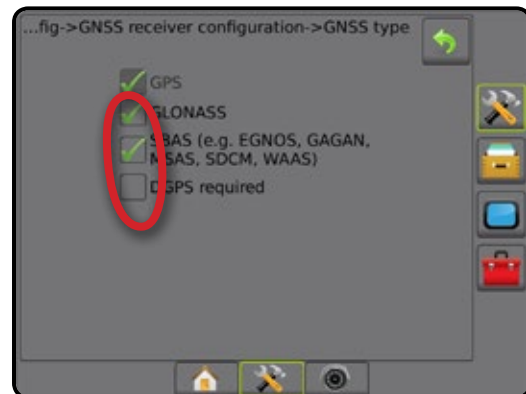 ...fig->GNSS receiver configuration->GNSS type
GPS
GLONASS
SBAS (e.g. EGNOS, GAGAN,
MSAS, SDCM, WAAS)
DGPS required